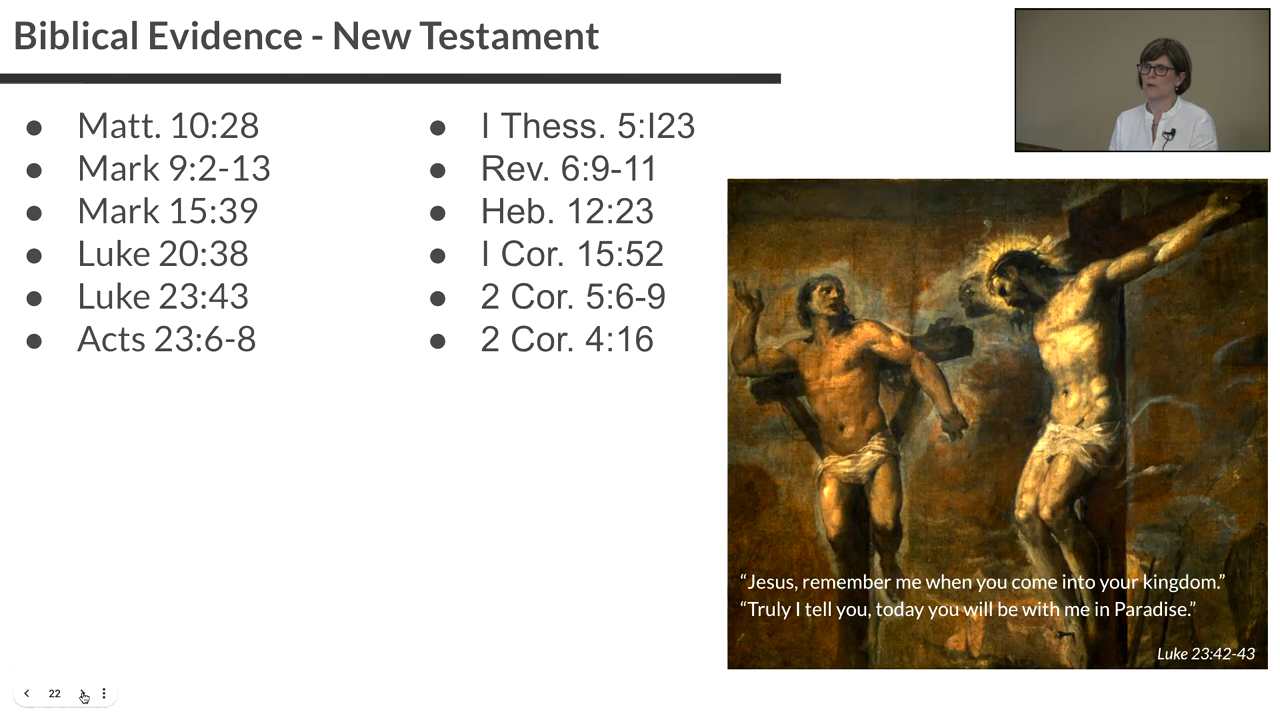 Biblical Evidence - New Testament
● Matt. 10:28
● Mark 9:2-13
● Mark 15:39
● Luke 20:38
● Luke 23:43
● Acts 23:6-8
● I Thess. 5:I23
● Rev. 6:9-11
● Heb. 12:23
● I Cor. 15:52
● 2 Cor. 5:6-9
● 2 Cor. 4:16
“Jesus, remember me when you come into your kingdom.”
“Truly I tell you, today you will be with me in Paradise.”
Luke 23:42-43
22